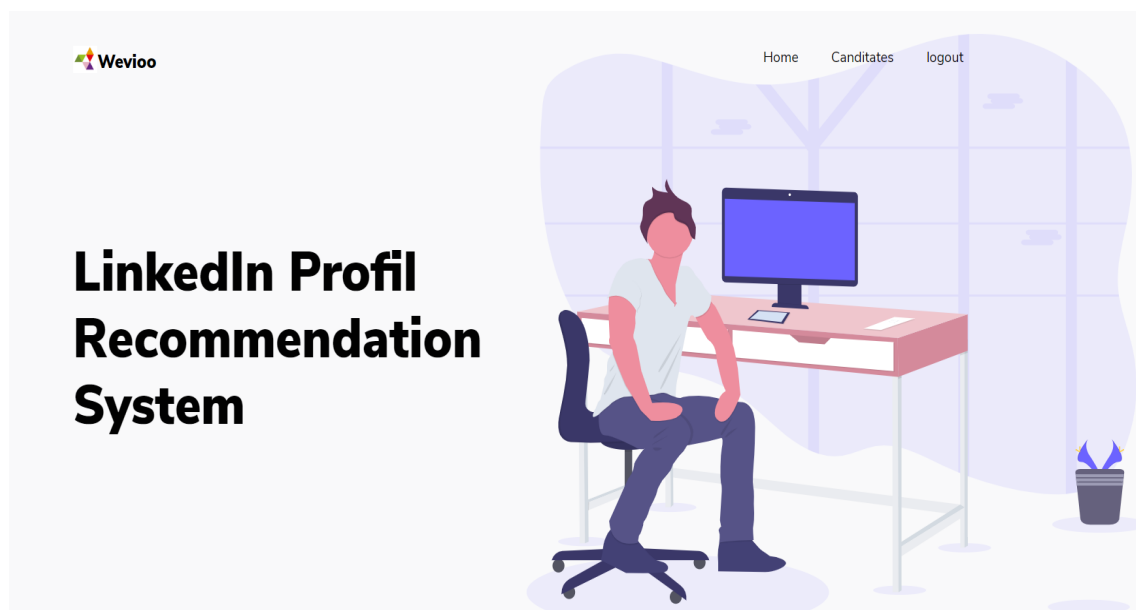 Wevioo
Home Canditates logout
LinkedIn Profil
Recommendation
System